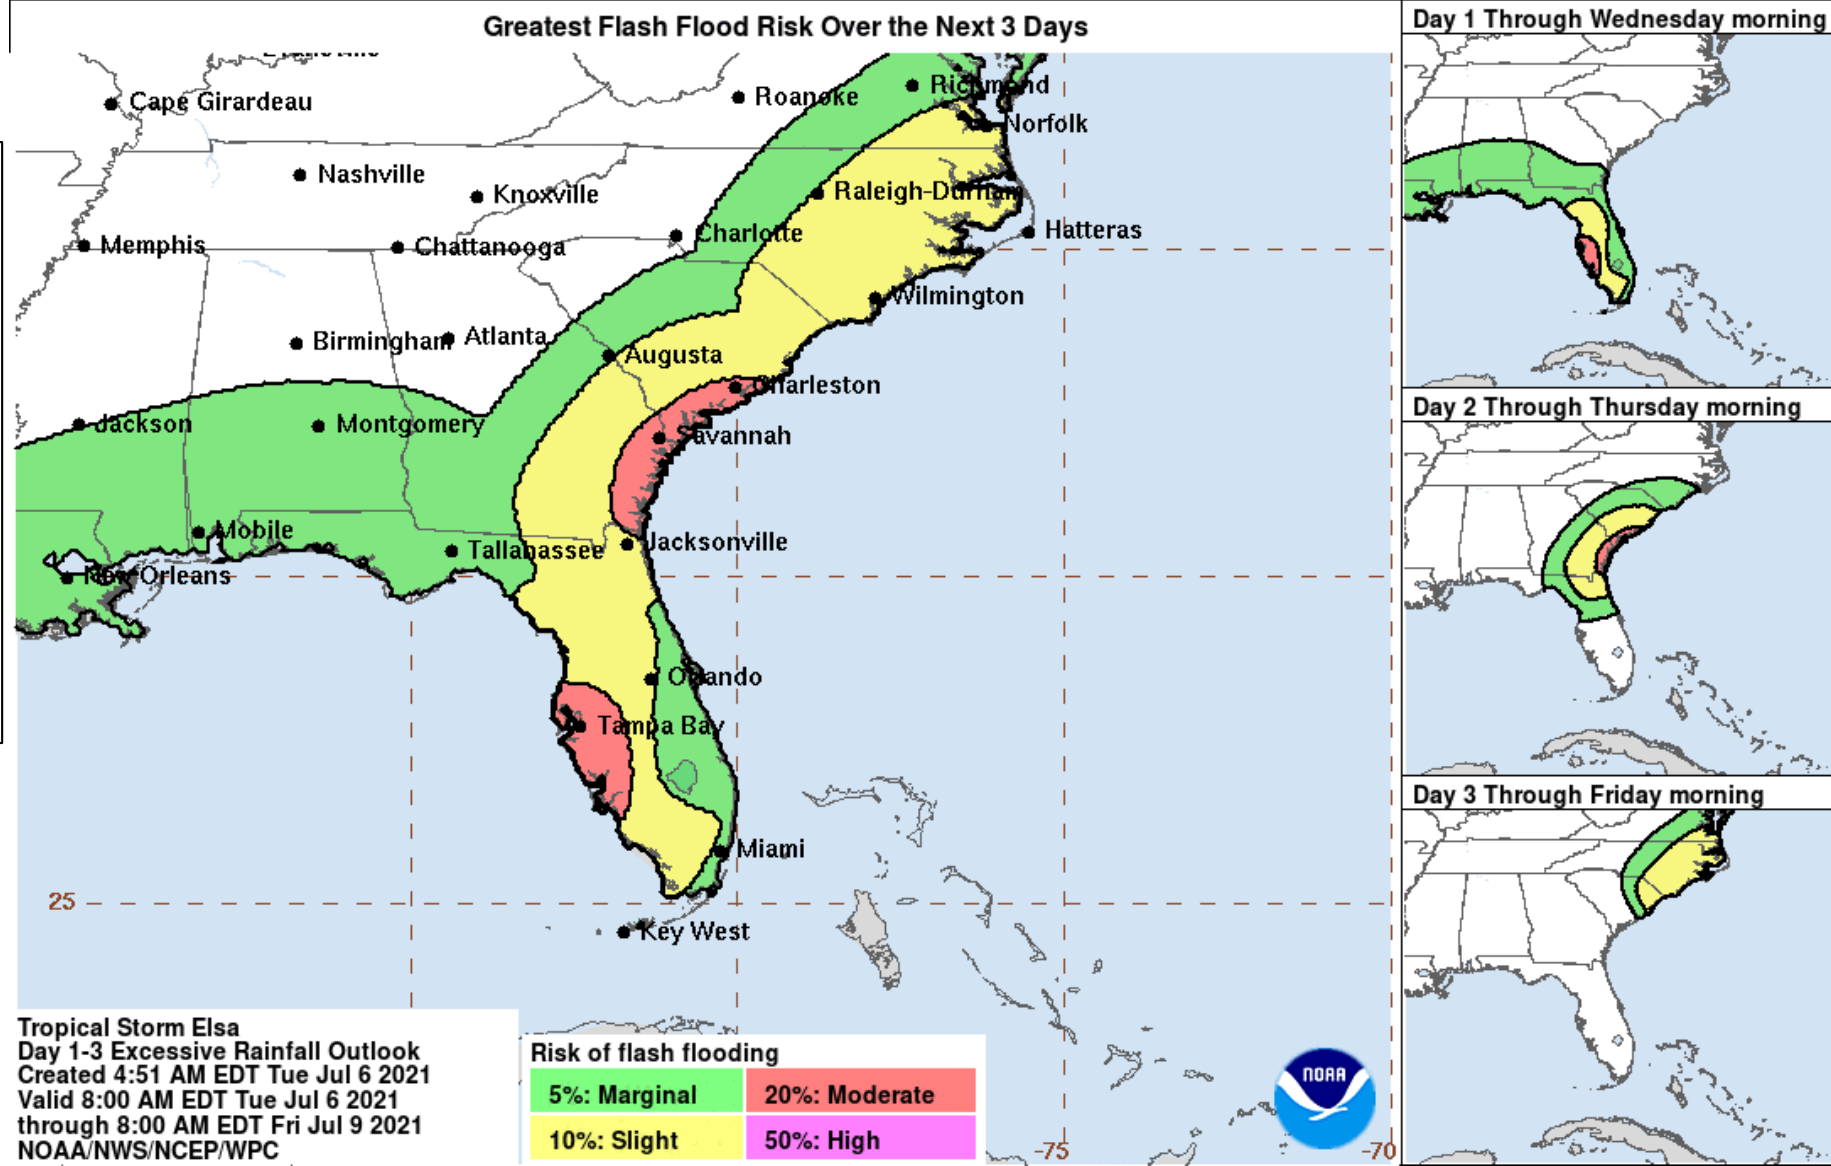 Greatest Flash Flood Risk Over the Next 3 Days
Cape Girardeau
Roanoke
Richmond
Norfolk
Nashville
Knoxville
Raleigh-Durham
Memphis
Chattanooga
Charlotte
Hatteras
Wilmington
Birmingham
Atlanta
Augusta
Charleston
Jackson
Montgomery
Savannah
Mobile
Tallahassee
Jacksonville
New Orleans
Orlando
Tampa Bay
Miami
25
Key West
-75
-70
Tropical Storm Elsa
Day 1-3 Excessive Rainfall Outlook
Created 4:51 AM EDT Tue Jul 6 2021
Valid 8:00 AM EDT Tue Jul 6 2021
through 8:00 AM EDT Fri Jul 9 2021
NOAA/NWS/NCEP/WPC
Risk of flash flooding
5%: Marginal
20%: Moderate
10%: Slight
50%: High
NOAA
Day 1 Through Wednesday morning
Day 2 Through Thursday morning
Day 3 Through Friday morning